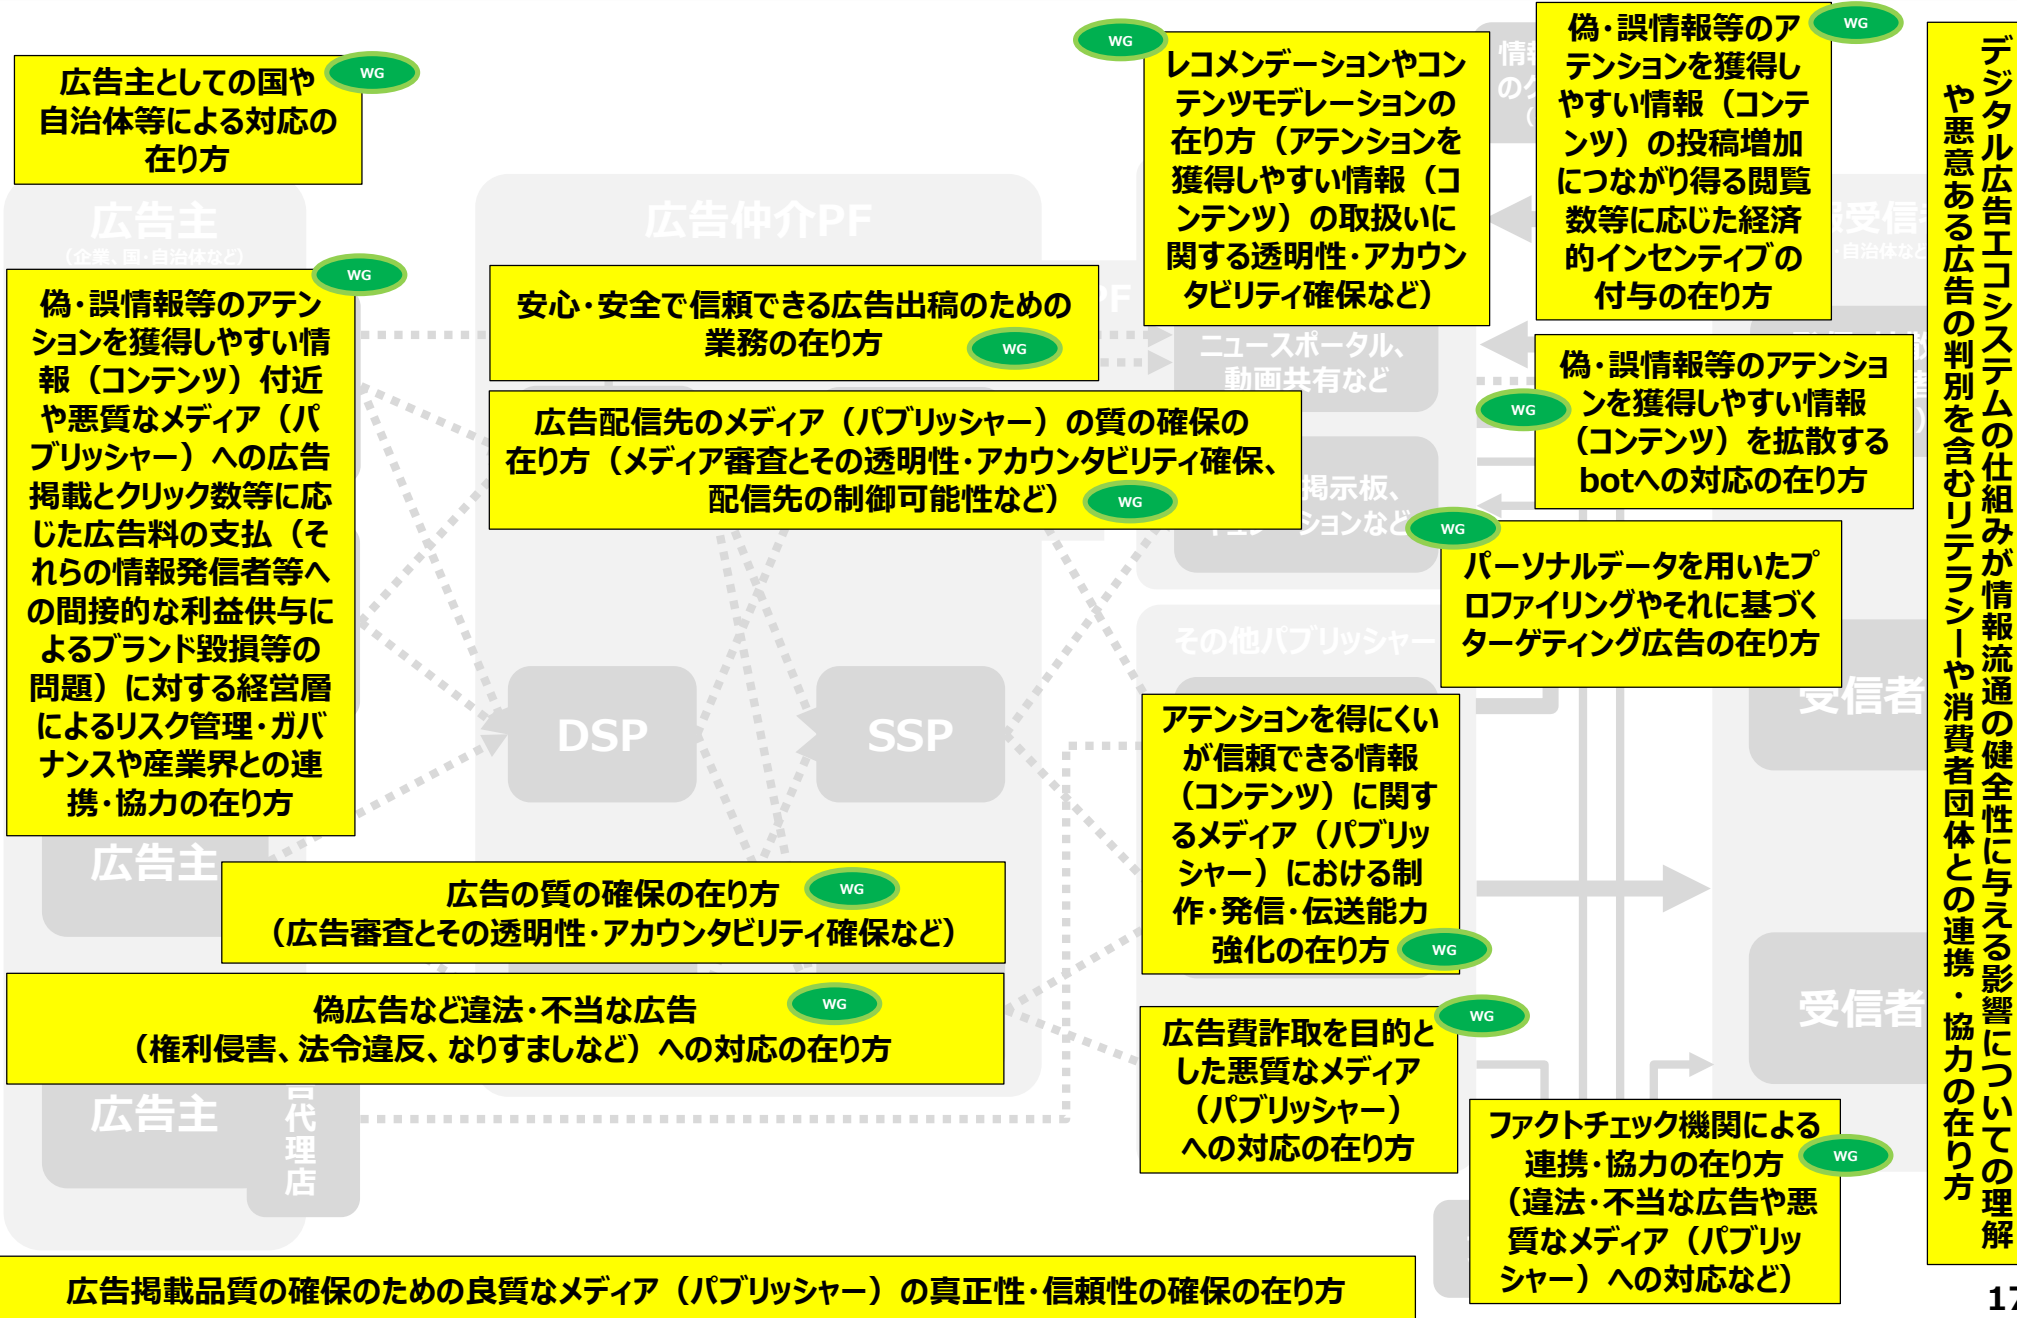 広告主としての国や
自治体等による対応の
在り方
WG
広告主
(企業、国・自治体など)
偽・誤情報等のアテン
ションを獲得しやすい情
報（コンテンツ）付近
や悪質なメディア（パ
ブリッシャー）への広告
掲載とクリック数等に応
じた広告料の支払（そ
れらの情報発信者等へ
の間接的な利益供与に
よるブランド毀損等の
問題）に対する経営層
によるリスク管理・ガバ
ナンスや産業界との連
携・協力の在り方
WG
広告主
広告主
代
理
店
広告仲介PF
安心・安全で信頼できる広告出稿のための
業務の在り方
WG
広告配信先のメディア（パブリッシャー）の質の確保の
在り方（メディア審査とその透明性・アカウンタビリティ確保、
配信先の制御可能性など）
WG
DSP
SSP
広告の質の確保の在り方
（広告審査とその透明性・アカウンタビリティ確保など）
WG
偽広告など違法・不当な広告
（権利侵害、法令違反、なりすましなど）への対応の在り方
WG
WG
レコメンデーションやコン
テンツモデレーションの
在り方（アテンションを
獲得しやすい情報（コ
ンテンツ）の取扱いに
関する透明性・アカウン
タビリティ確保など）
PF
ニュースポータル、
動画共有など
掲示板、
ションなど
その他パブリッシャー
アテンションを得にくい
が信頼できる情報
（コンテンツ）に関す
るメディア（パブリッ
シャー）における制
作・発信・伝送能力
強化の在り方
WG
広告費詐取を目的と
した悪質なメディア
（パブリッシャー）
への対応の在り方
WG
偽・誤情報等のア
テンションを獲得し
やすい情報（コンテ
ンツ）の投稿増加
につながり得る閲覧
数等に応じた経済
的インセンティブの
付与の在り方
WG
偽・誤情報等のアテンショ
ンを獲得しやすい情報
（コンテンツ）を拡散する
botへの対応の在り方
WG
パーソナルデータを用いたプ
ロファイリングやそれに基づく
ターゲティング広告の在り方
WG
受信者
受信者
ファクトチェック機関による
連携・協力の在り方
（違法・不当な広告や悪
質なメディア（パブリッ
シャー）への対応など）
WG
デジタル広告エコシステムの仕組みが情報流通の健全性に与える影響についての理解
や悪意ある広告の判別を含むリテラシーや消費者団体との連携・協力の在り方
広告掲載品質の確保のための良質なメディア（パブリッシャー）の真正性・信頼性の確保の在り方
17